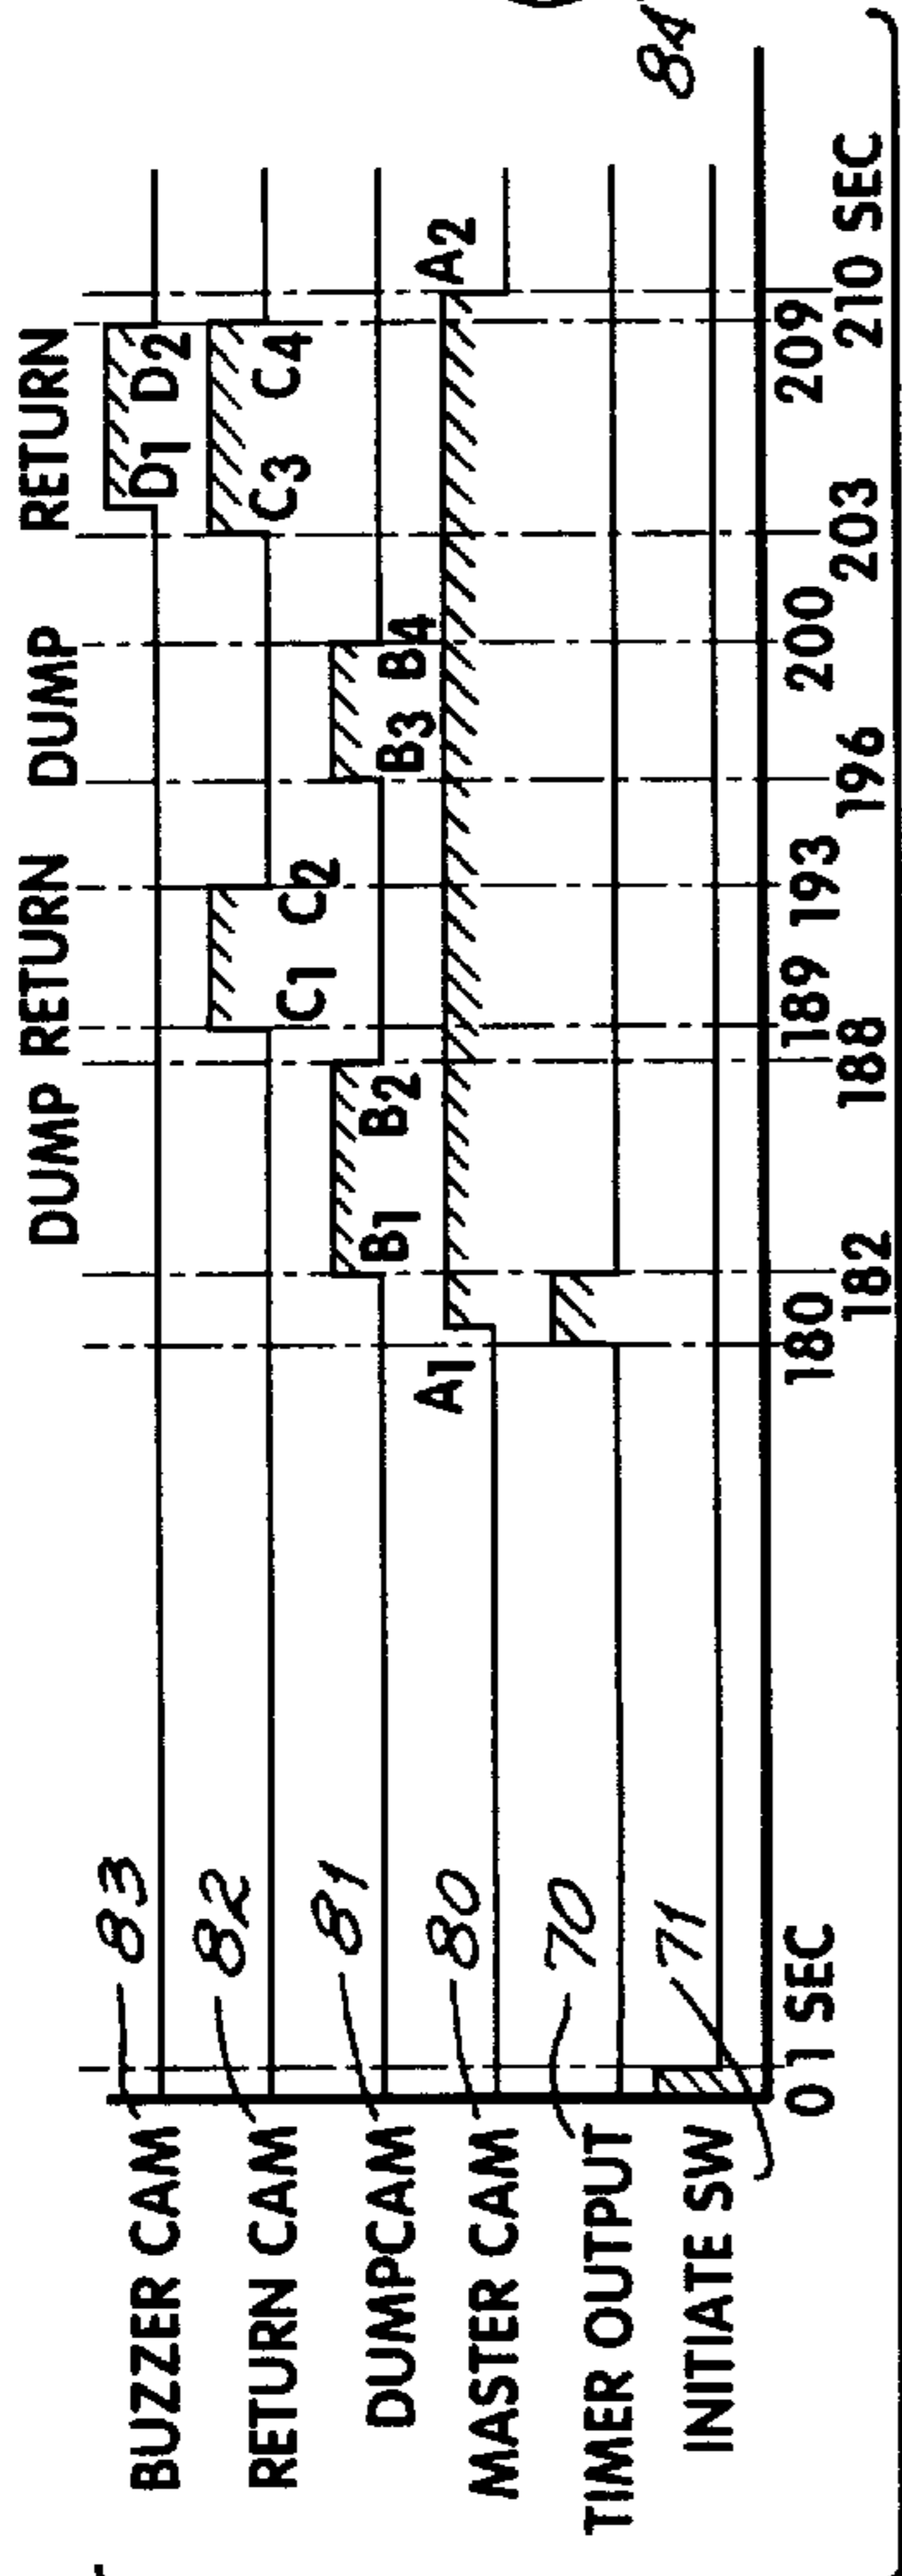 DUMP RETURN DUMP RETURN
BUZZER CAM 83 D1 D2
RETURN CAM 82 C1 C2 C3 C4
DUMPCAM 81 B1 B2 B3 B4
MASTER CAM 80 A1 A2
TIMER OUTPUT 70
INITIATE SW 71 84
0 1 SEC 180 189 193 200 209
182 188 196 203 210 SEC